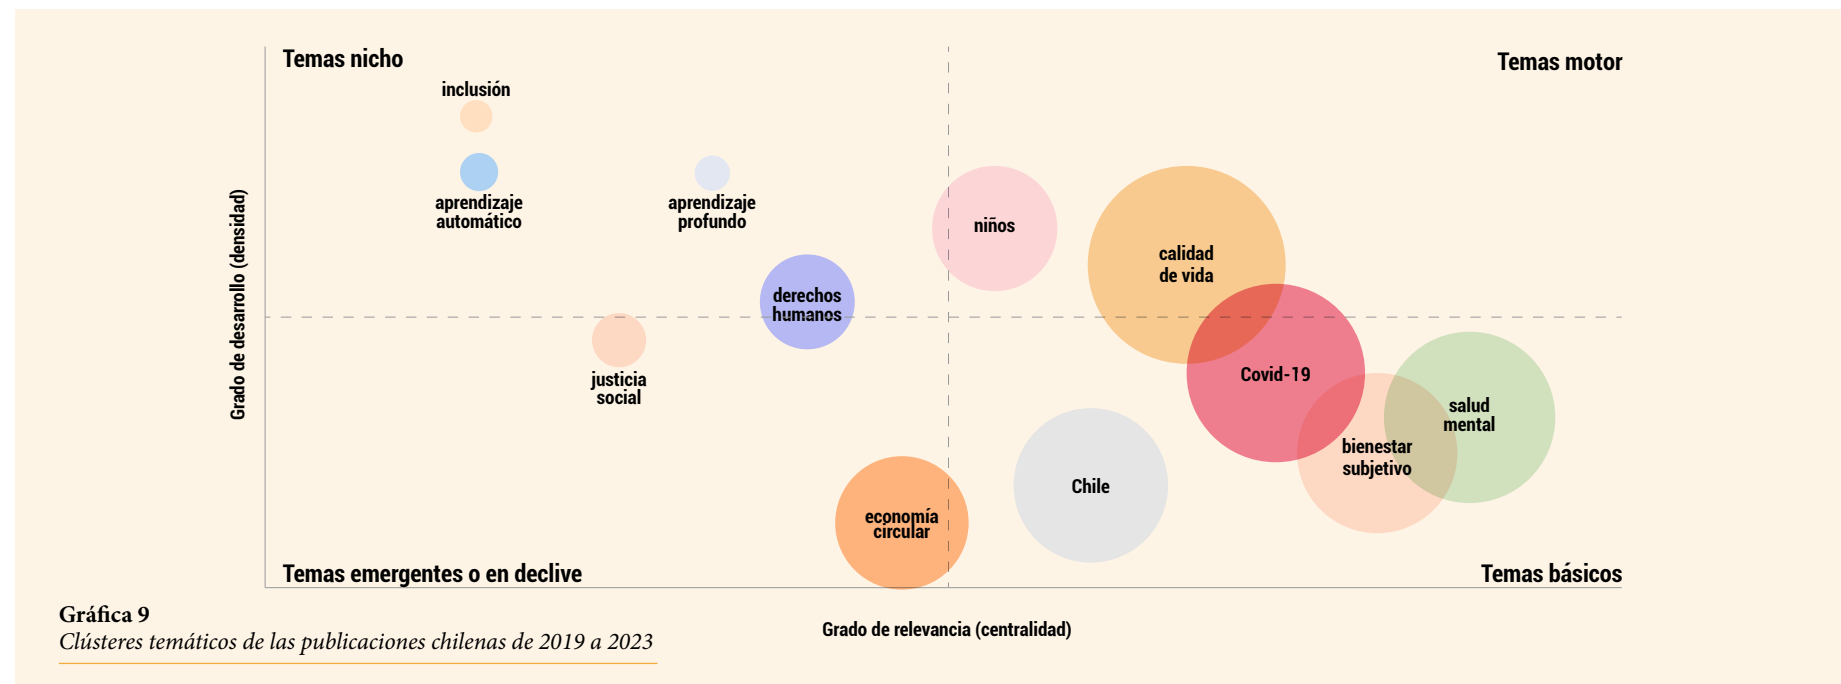 Temas nicho
Temas motor
inclusión
aprendizaje
automático
aprendizaje
profundo
niños
calidad
de vida
derechos
humanos
Grado de desarrollo (densidad)
justicia
social
Covid-19
salud
mental
bienestar
subjetivo
Chile
economía
circular
Temas emergentes o en declive
Temas básicos
Grado de relevancia (centralidad)
Gráfica 9
Clústeres temáticos de las publicaciones chilenas de 2019 a 2023